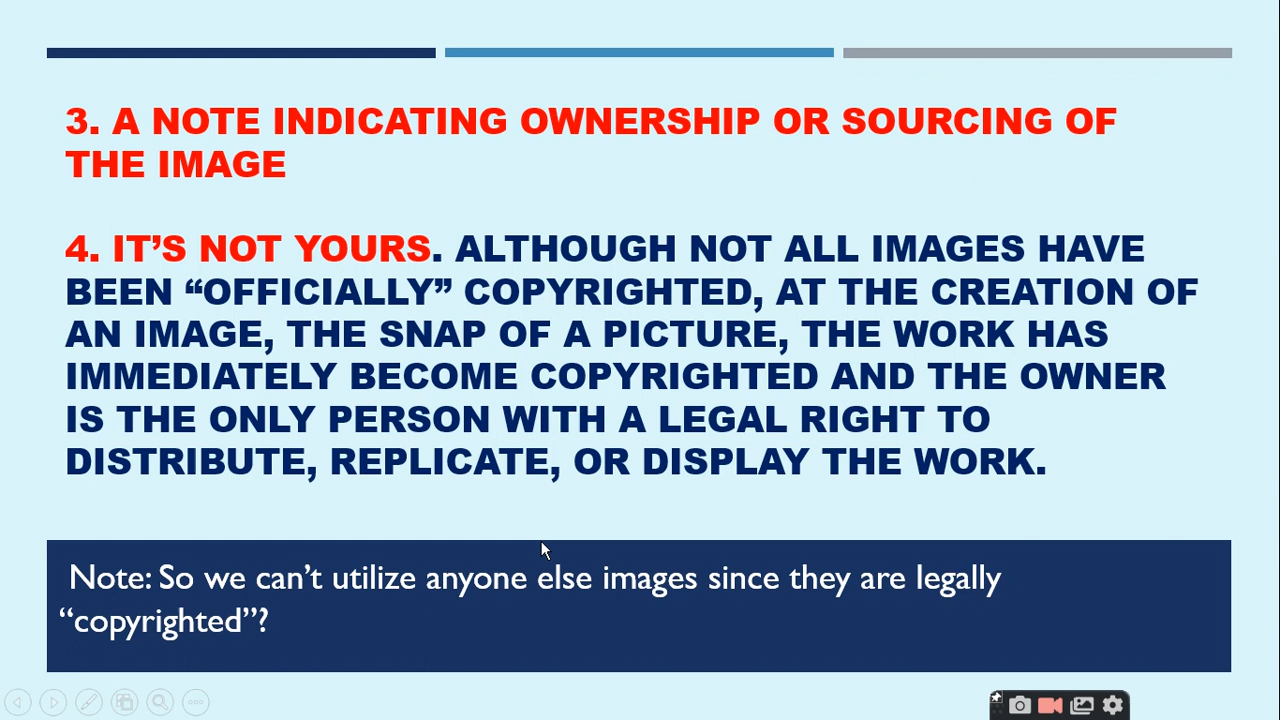 3. A NOTE INDICATING OWNERSHIP OR SOURCING OF
THE IMAGE
4. IT’S NOT YOURS. ALTHOUGH NOT ALL IMAGES HAVE
BEEN “OFFICIALLY” COPYRIGHTED, AT THE CREATION OF
AN IMAGE, THE SNAP OF A PICTURE, THE WORK HAS
IMMEDIATELY BECOME COPYRIGHTED AND THE OWNER
IS THE ONLY PERSON WITH A LEGAL RIGHT TO
DISTRIBUTE, REPLICATE, OR DISPLAY THE WORK.
Note: So we can’t utilize anyone else images since they are legally
“copyrighted”?